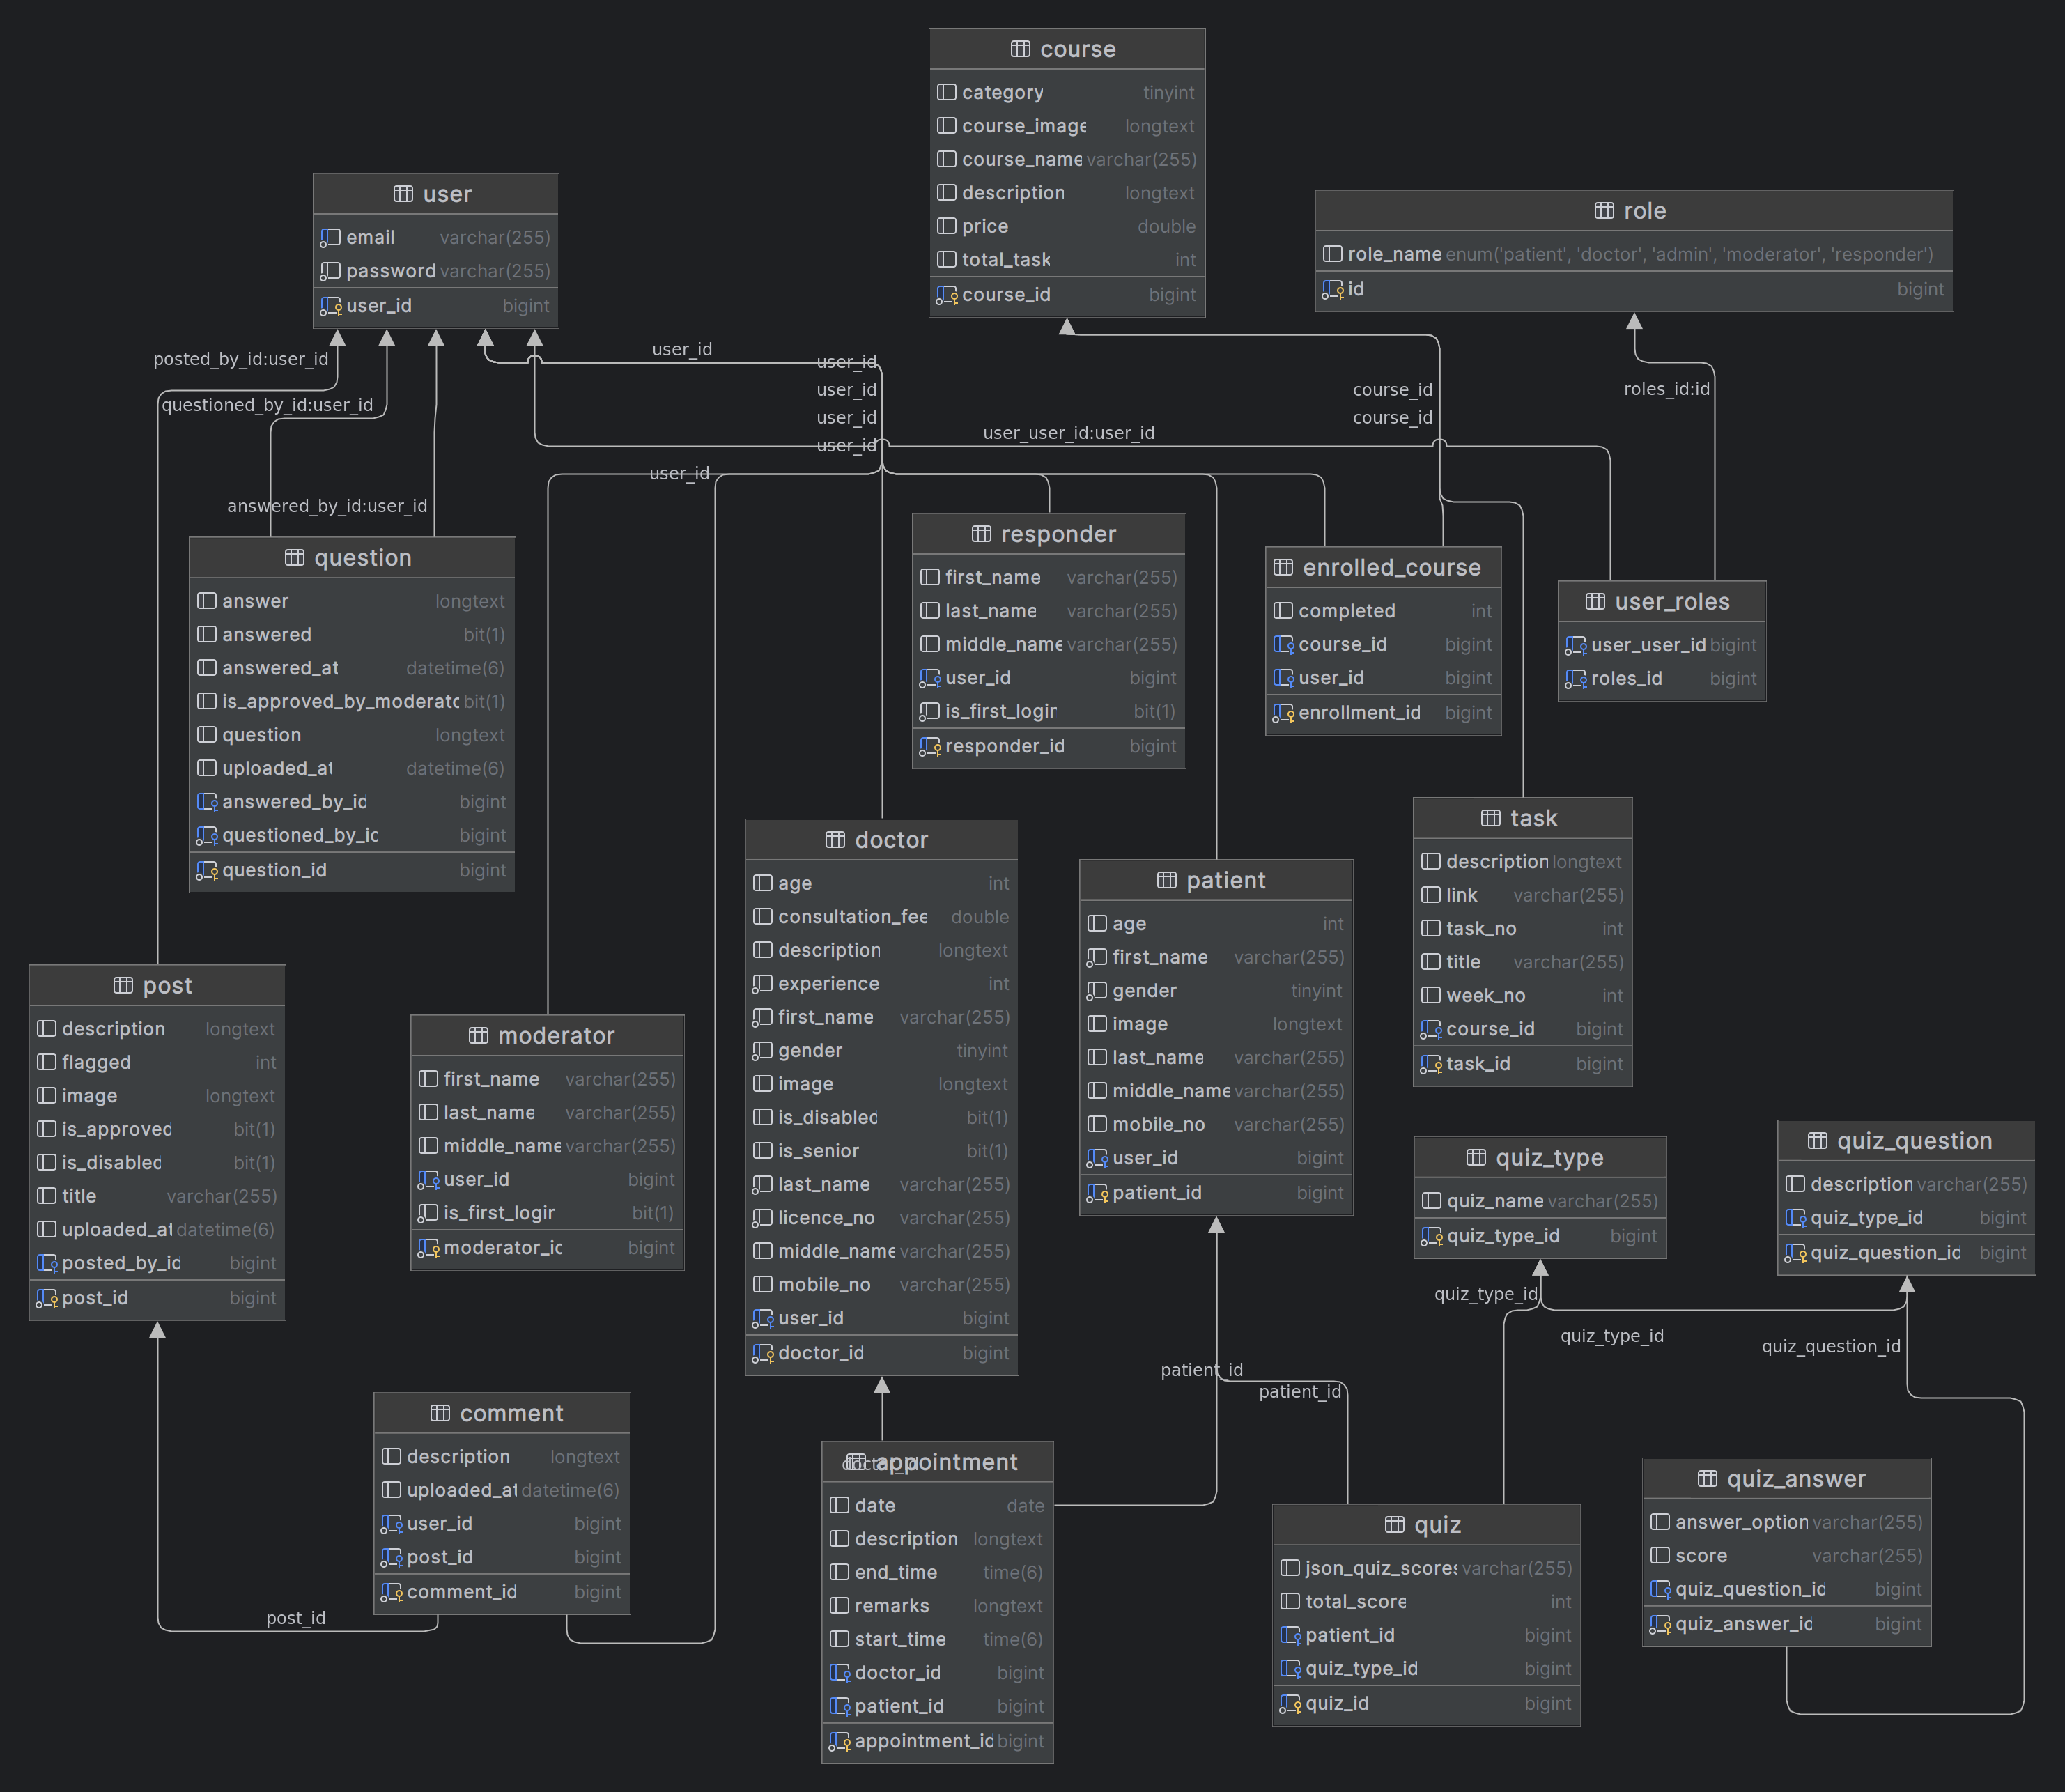 course
category tinyint
course_image longtext
course_name varchar(255)
description longtext
price double
total_task int
course_id bigint
user
email varchar(255)
password varchar(255)
user_id bigint
role
role_name enum('patient', 'doctor', 'admin', 'moderator', 'responder')
id bigint
posted_by_id:user_id
questioned_by_id:user_id
answered_by_id:user_id
user_id
user_id
user_id
user_id
user_id
user_id
user_user_id:user_id
course_id
course_id
roles_id:id
question
answer longtext
answered bit(1)
answered_at datetime(6)
is_approved_by_moderatc bit(1)
question longtext
uploaded_at datetime(6)
answered_by_id bigint
questioned_by_id bigint
question_id bigint
responder
first_name varchar(255)
last_name varchar(255)
middle_name varchar(255)
user_id bigint
is_first_login bit(1)
responder_id bigint
enrolled_course
completed int
course_id bigint
user_id bigint
enrollment_id bigint
user_roles
user_user_id bigint
roles_id bigint
doctor
age int
consultation_fee double
description longtext
experience int
first_name varchar(255)
gender tinyint
image longtext
is_disabled bit(1)
is_senior bit(1)
last_name varchar(255)
licence_no varchar(255)
middle_name varchar(255)
mobile_no varchar(255)
user_id bigint
doctor_id bigint
patient
age int
first_name varchar(255)
gender tinyint
image longtext
last_name varchar(255)
middle_name varchar(255)
mobile_no varchar(255)
user_id bigint
patient_id bigint
task
description longtext
link varchar(255)
task_no int
title varchar(255)
week_no int
course_id bigint
task_id bigint
post
description longtext
flagged int
image longtext
is_approved bit(1)
is_disabled bit(1)
title varchar(255)
uploaded_at datetime(6)
posted_by_id bigint
post_id bigint
moderator
first_name varchar(255)
last_name varchar(255)
middle_name varchar(255)
user_id bigint
is_first_login bit(1)
moderator_id bigint
quiz_type
quiz_name varchar(255)
quiz_type_id bigint
quiz_question
description varchar(255)
quiz_type_id bigint
quiz_question_id bigint
quiz_type_id
quiz_type_id
quiz_question_id
patient_id
patient_id
comment
description longtext
uploaded_at datetime(6)
user_id bigint
post_id bigint
comment_id bigint
post_id
doctor_id
appointment
date date
description longtext
end_time time(6)
remarks longtext
start_time time(6)
doctor_id bigint
patient_id bigint
appointment_id bigint
quiz
json_quiz_scores varchar(255)
total_score int
patient_id bigint
quiz_type_id bigint
quiz_id bigint
quiz_answer
answer_option varchar(255)
score varchar(255)
quiz_question_id bigint
quiz_answer_id bigint